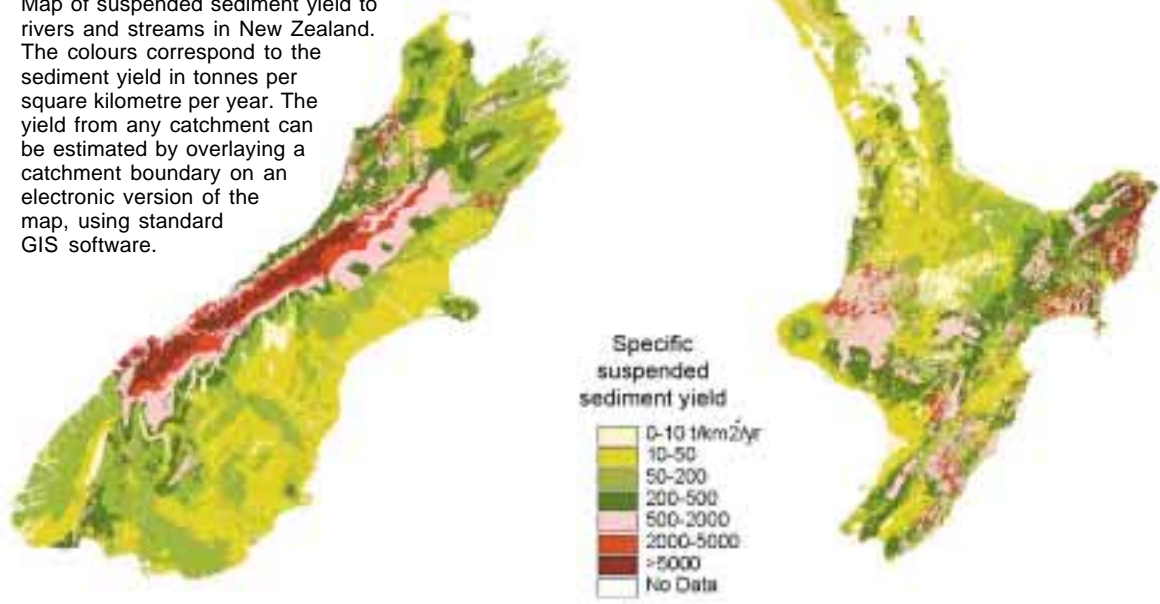 Map of suspended sediment yield to
rivers and streams in New Zealand.
The colours correspond to the
sediment yield in tonnes per
square kilometre per year. The
yield from any catchment can
be estimated by overlaying a
catchment boundary on an
electronic version of the
map, using standard
GIS software.
Specific
suspended
sediment yield
0-10 t/km2/yr
10-50
50-200
200-500
500-2000
2000-5000
>5000
No Data